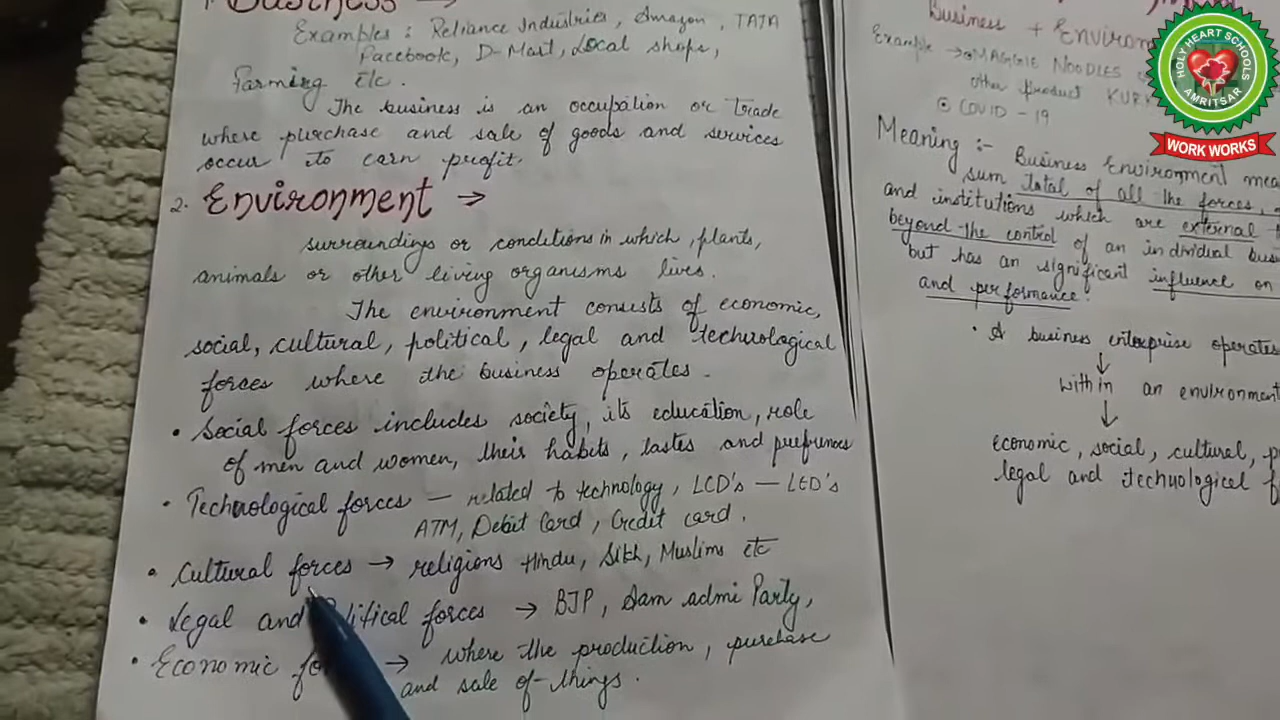 1. Business →
Examples : Reliance Industries, Amazon, TATA
Facebook, D-Mart, Local shops,
farming etc.
The business is an occupation or trade
where purchase and sale of goods and services
occur to earn profit.
2. Environment →
surroundings or conditions in which, plants,
animals or other living organisms lives.
The environment consists of economic,
social, cultural, political, legal and technological
forces where the business operates.
• Social forces includes society, its education, role
of men and women, their habits, tastes and prefrences
• Technological forces — related to technology, LCD's — LED's
ATM, Debit Card, Credit card.
• Cultural forces → religions Hindu, Sikh, Muslims etc
• Legal and Political forces → BJP, Aam admi Party,
• Economic → where the production, purchase
and sale of things.
Business + Environ
Example → MAGGIE NOODLES
other product
COVID - 19
Meaning :- Business Environment
sum total of all the forces,
and institutions which are external
beyond the control of an individual
but has an significant influence on
and performance.
• A business enterprise operates
within an environment
economic, social, cultural,
legal and technological
HOLY HEART SCHOOLS
AMRITSAR
WORK WORKS